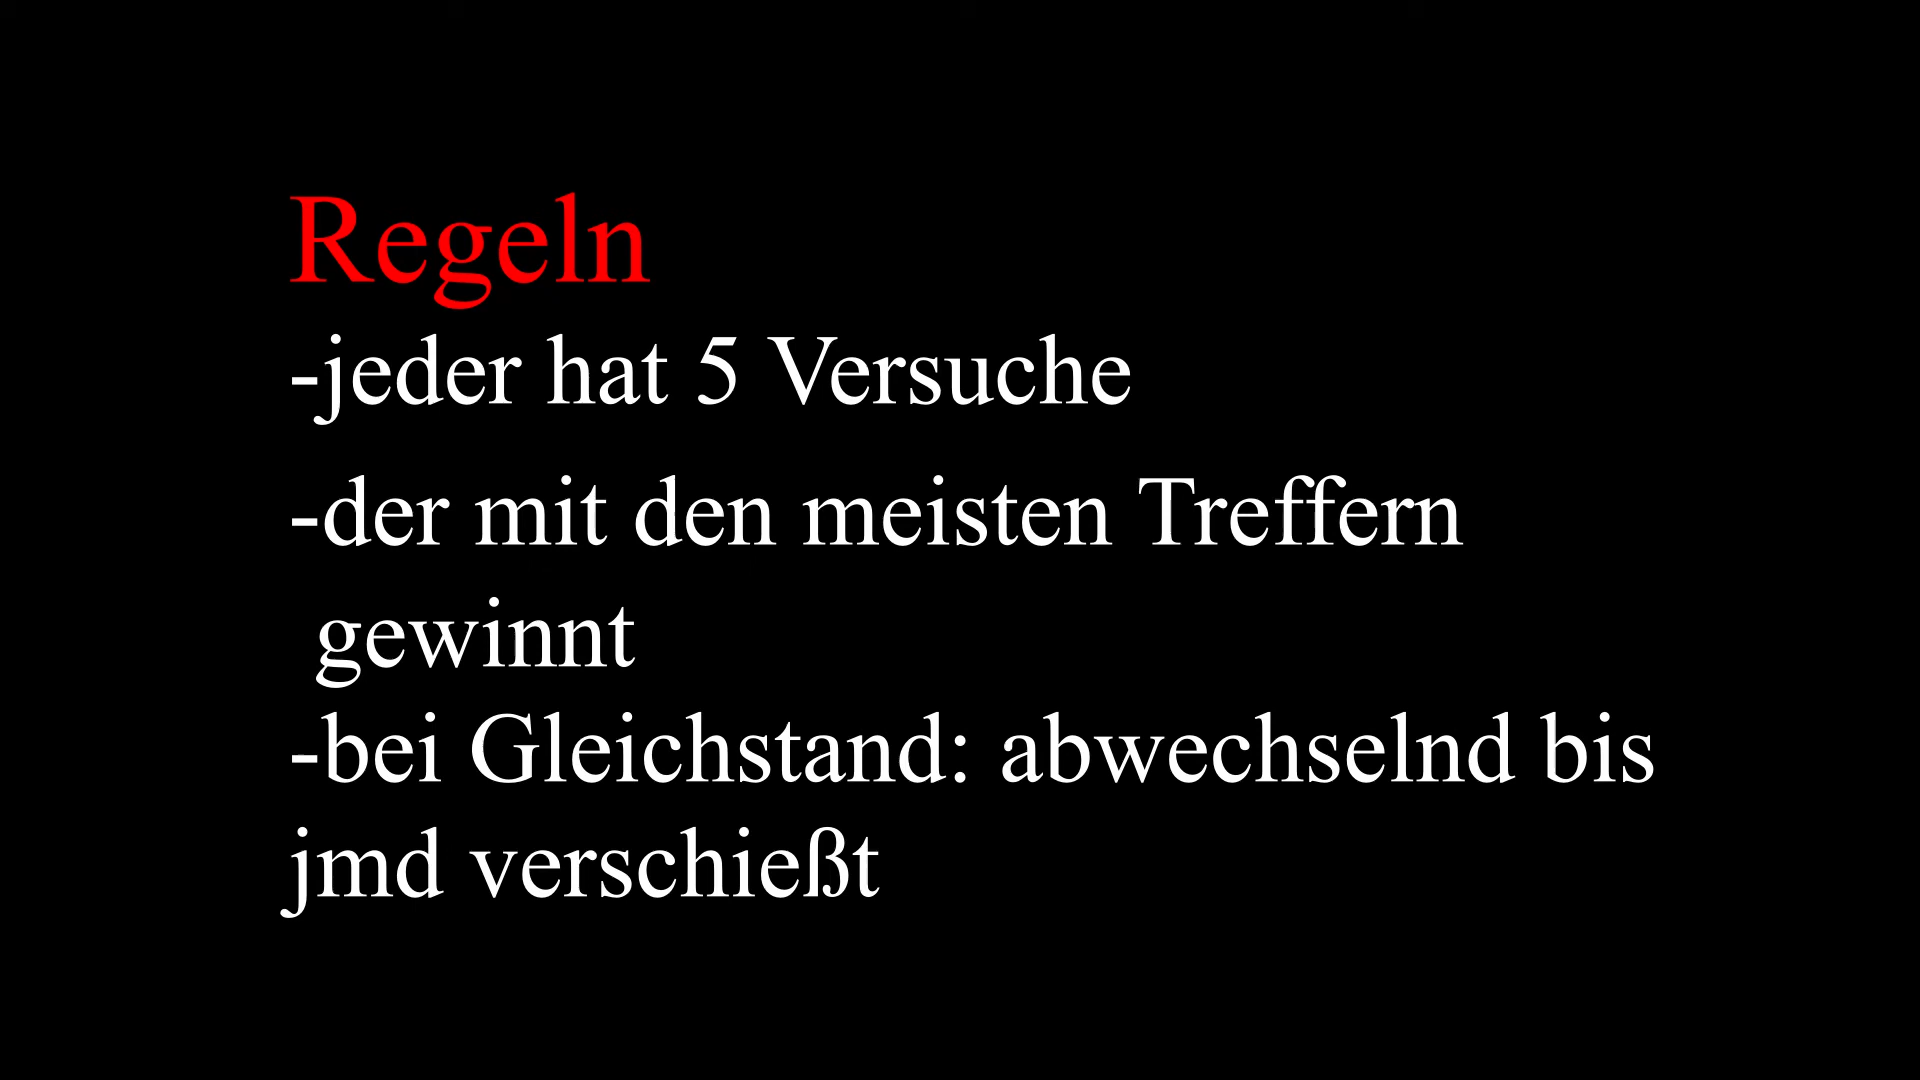 Regeln
-jeder hat 5 Versuche
-der mit den meisten Treffern
gewinnt
-bei Gleichstand: abwechselnd bis
jmd verschießt